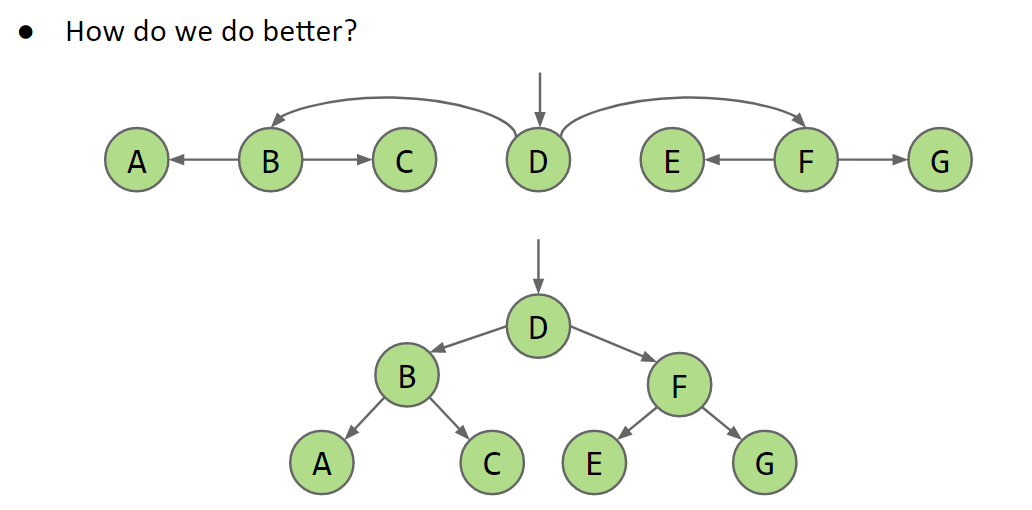 ● How do we do better?
A B C D E F G
D
B
F
A C E G